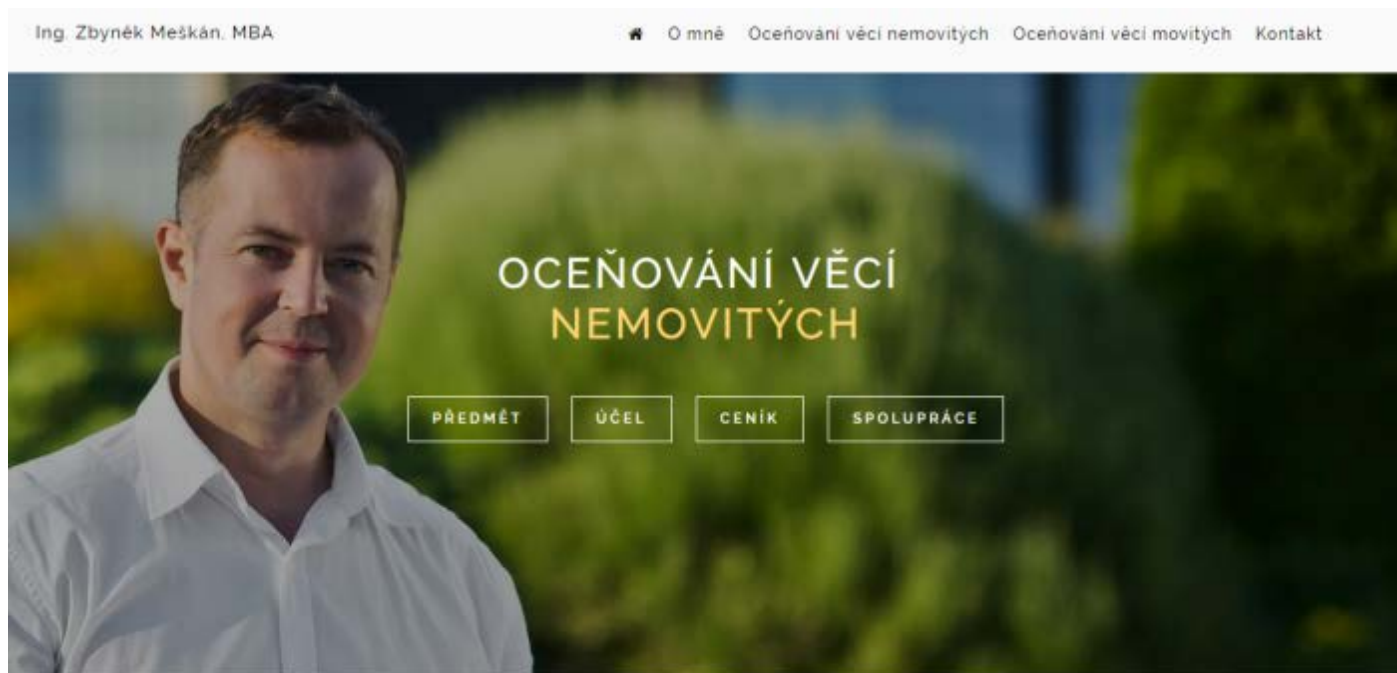 Ing. Zbyněk Meškán, MBA
O mně Oceňování věcí nemovitých Oceňování věcí movitých Kontakt
OCEŇOVÁNÍ VĚCÍ
NEMOVITÝCH
PŘEDMĚT ÚČEL CENÍK SPOLUPRÁCE